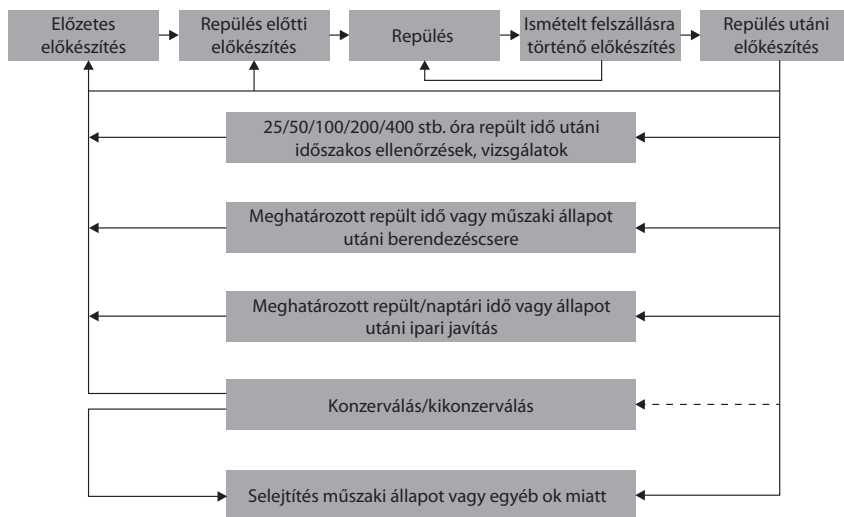 Előzetes
előkészítés
Repülés előtti
előkészítés
Repülés
Ismételt felszállásra
történő előkészítés
Repülés utáni
előkészítés
25/50/100/200/400 stb. óra repült idő utáni
időszakos ellenőrzések, vizsgálatok
Meghatározott repült idő vagy műszaki állapot
utáni berendezéscsere
Meghatározott repült/naptári idő vagy állapot
utáni ipari javítás
Konzerválás/kikonzerválás
Selejtítés műszaki állapot vagy egyéb ok miatt